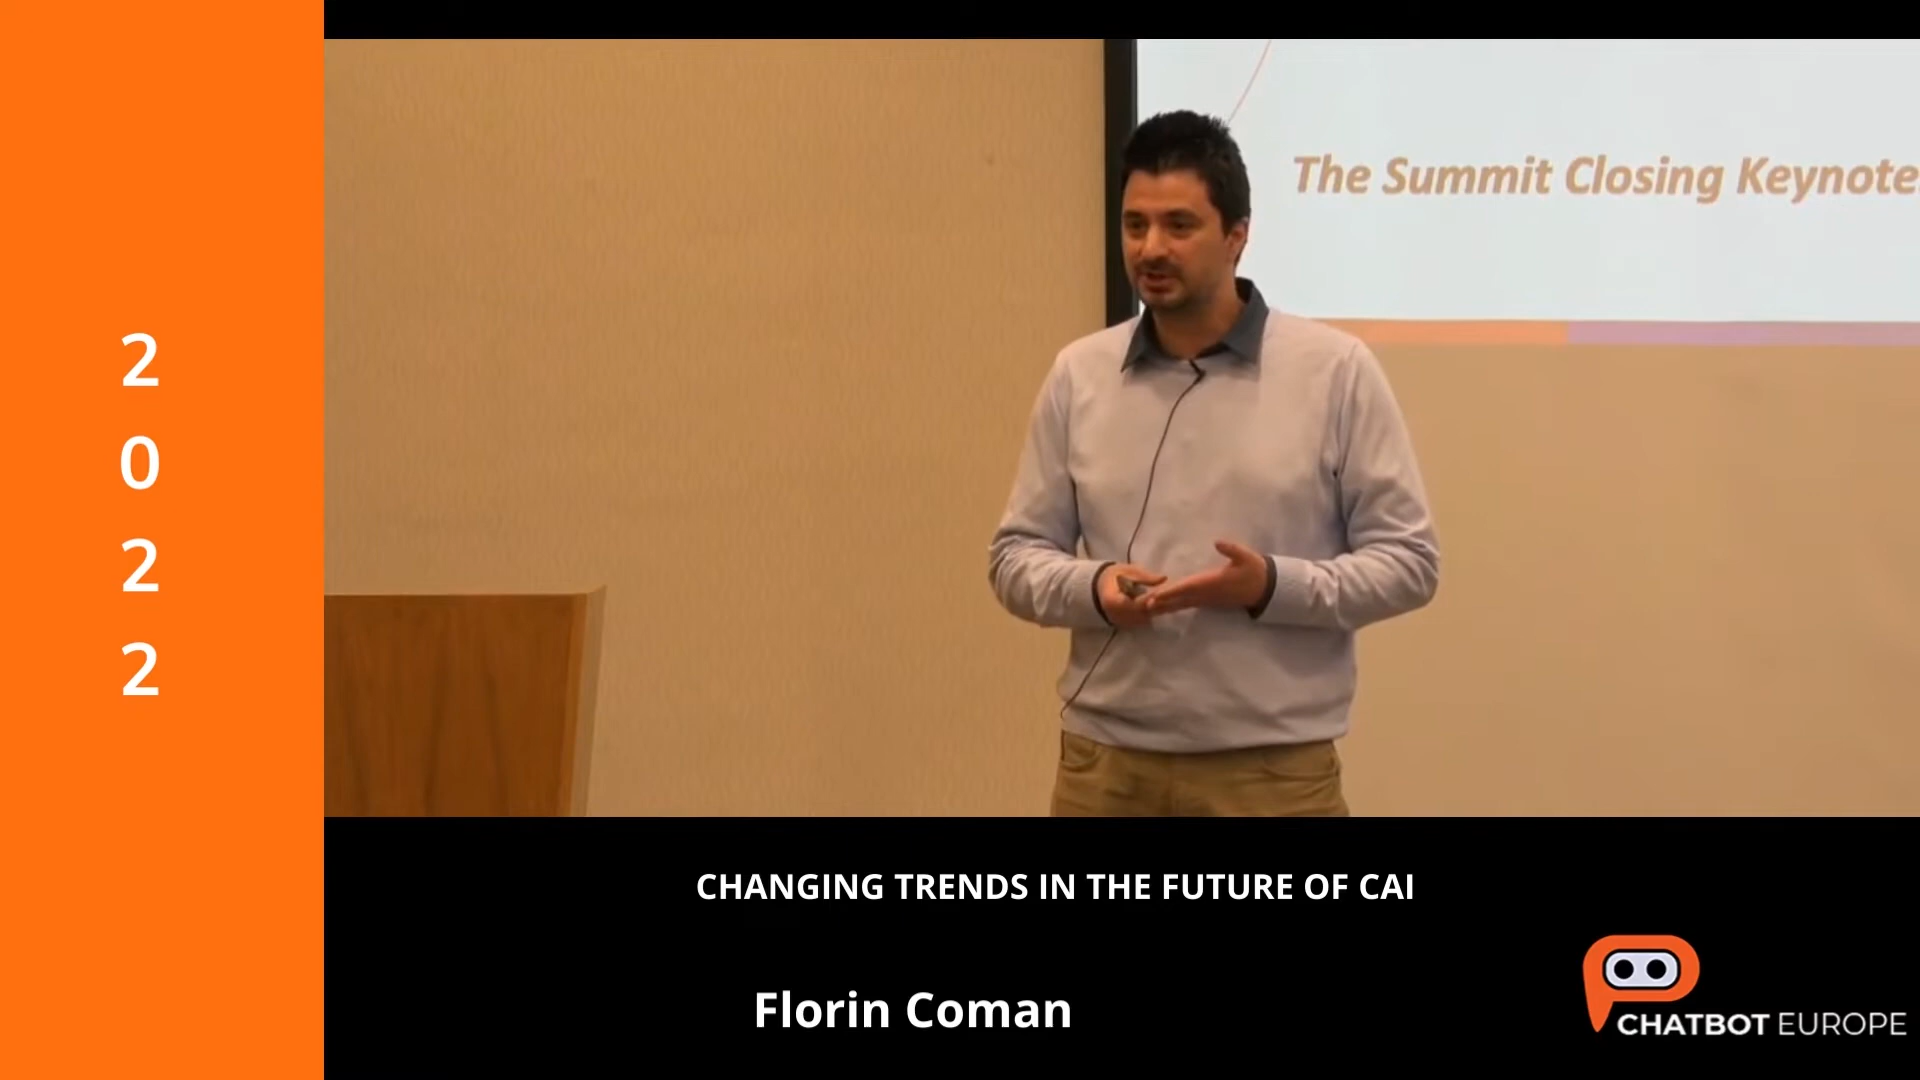 2
0
2
2
The Summit Closing Keynote
CHANGING TRENDS IN THE FUTURE OF CAI
Florin Coman
CHATBOT EUROPE